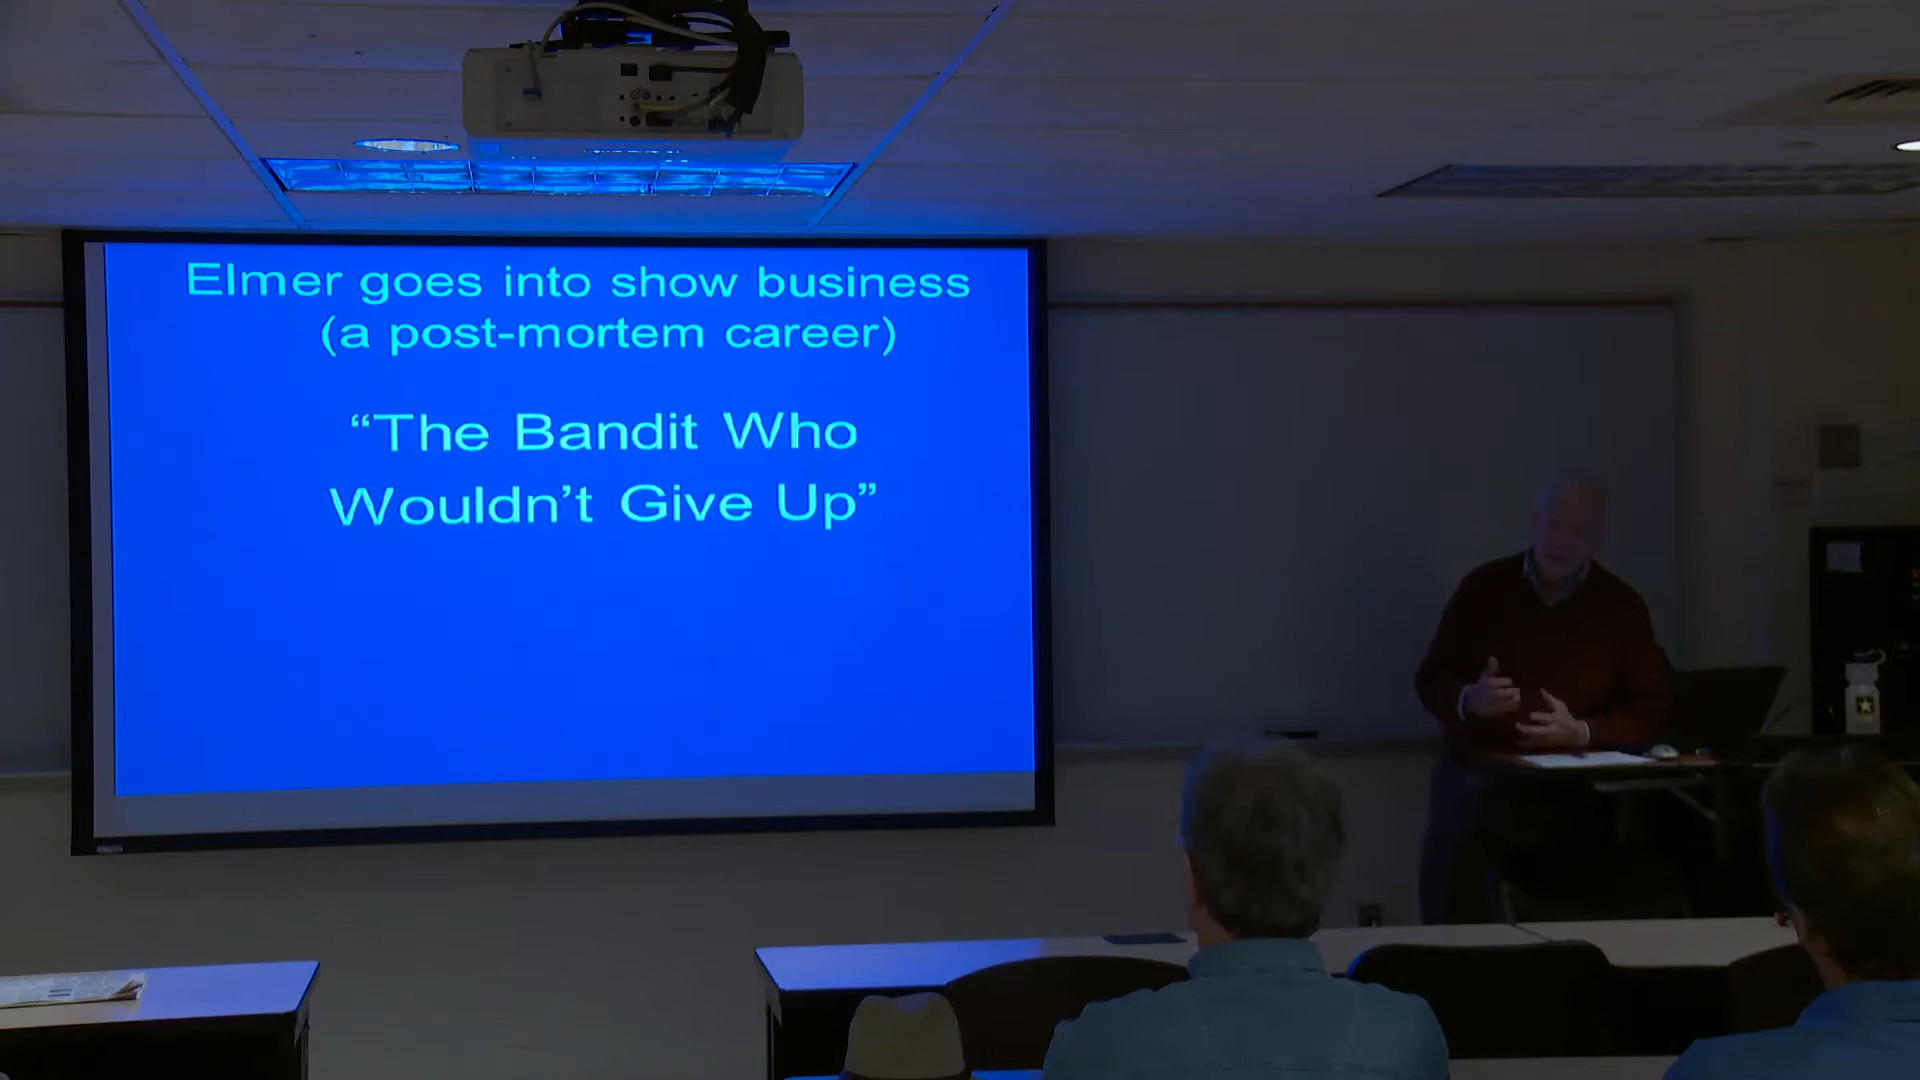 Elmer goes into show business
(a post-mortem career)
“The Bandit Who
Wouldn’t Give Up”